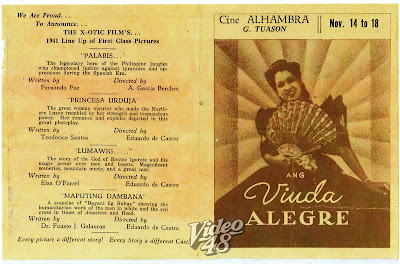 We Are Proud...
To Announce...
THE X-OTIC FILM'S...
1941 Line Up of First Class Pictures
"PALARIS..."
The legendary hero of the Philippine jungles
who championed justice against tyrannies and op-
pressions during the Spanish Era.
Written by Directed by
Fernando Poe A. Garcia Berches
"PRINCESA URDUJA"
The great woman warrior who made the North-
ern Luzon trembled by her strength and tremendous
power. Her romance and exploits depicted in this
great photoplay.
Written by Directed by
Teodorico Santos Eduardo de Castro
"LUMAWIG...."
The story of the God of Bontoc Igorots and his
magic power over men and beasts. Magnificent
sceneries, mountain music, and a great cast.
Written by Directed by
Elsa O'Farrel Eduardo de Castro
"MAPUTING DAMBANA"
A sequelae of "Bayani ng Buhay" showing the
humanitarian work of the men in white and the red
cross in times of disasters and flood.
Written by Directed by
Dr. Fausto J. Galauran Eduardo de Castro
Every picture a different story! Every Story a different
Video
48
Cine ALHAMBRA
G. TUASON
Nov. 14 to 18
ANG
Viuda
ALEGRE